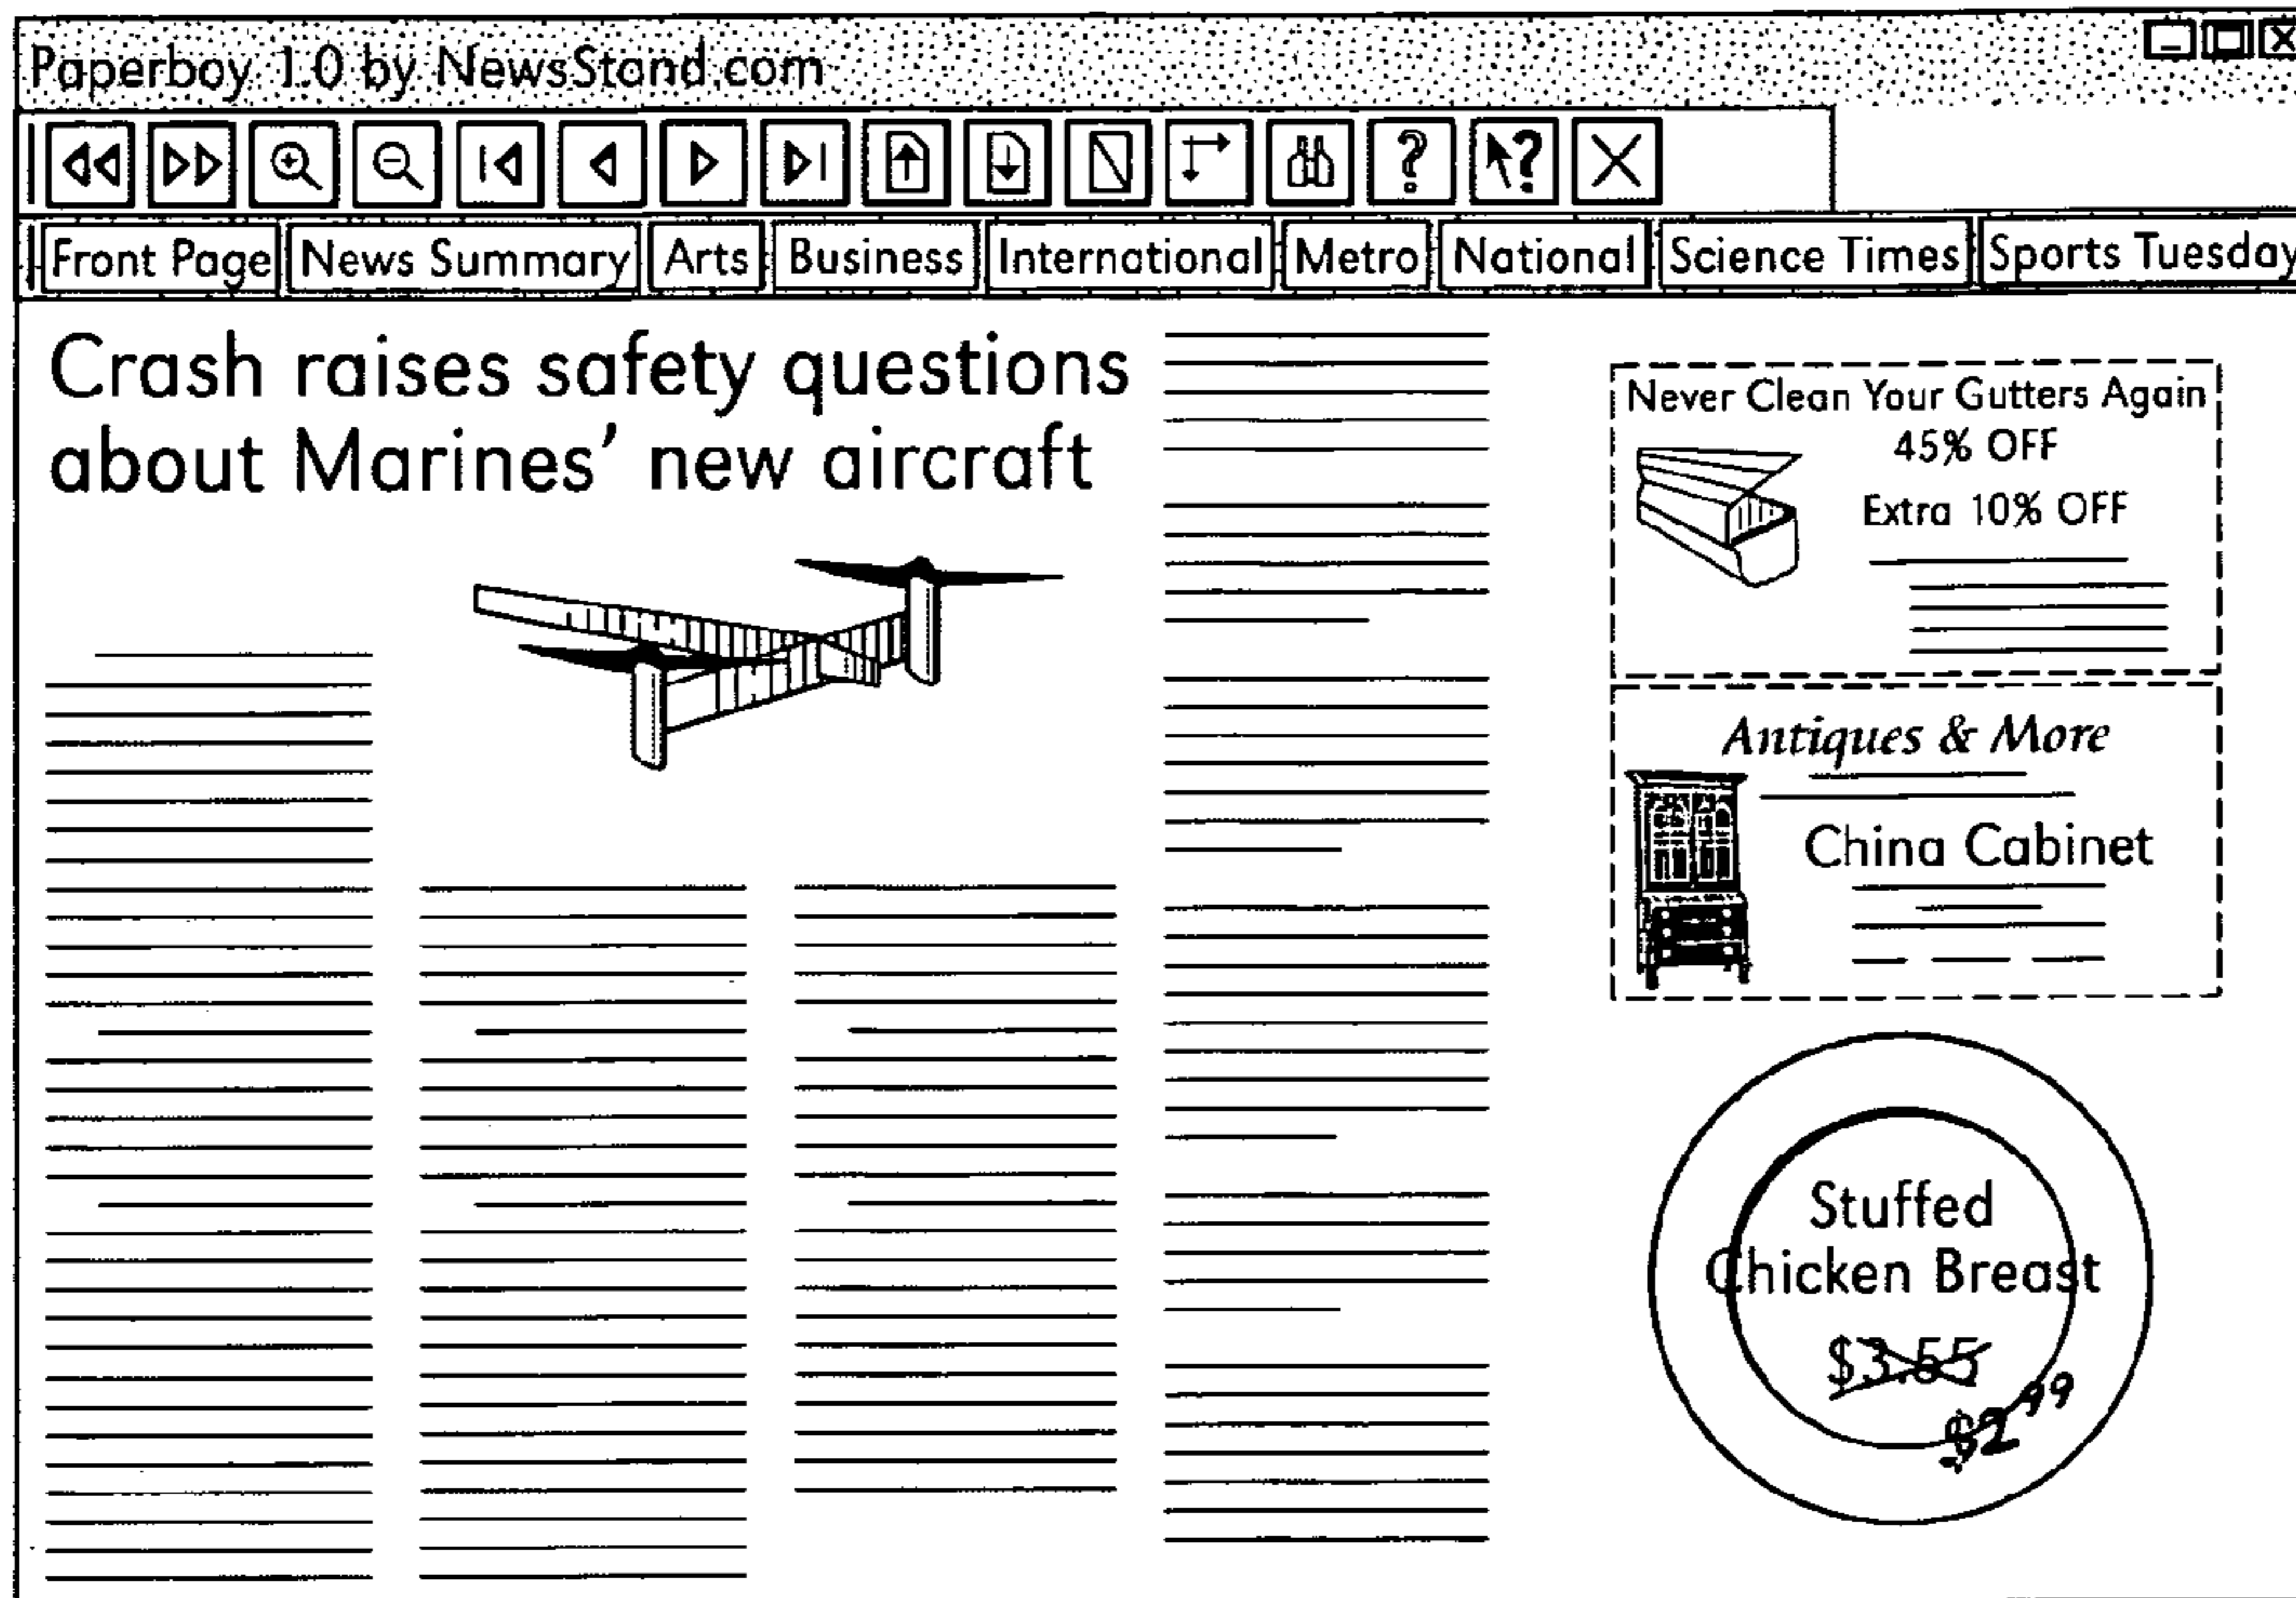 Paperboy 1.0 by NewsStand.com
Front Page News Summary Arts Business International Metro National Science Times Sports Tuesday
Crash raises safety questions
about Marines' new aircraft
Never Clean Your Gutters Again
45% OFF
Extra 10% OFF
Antiques & More
China Cabinet
Stuffed
Chicken Breast
$3.55
$2.99